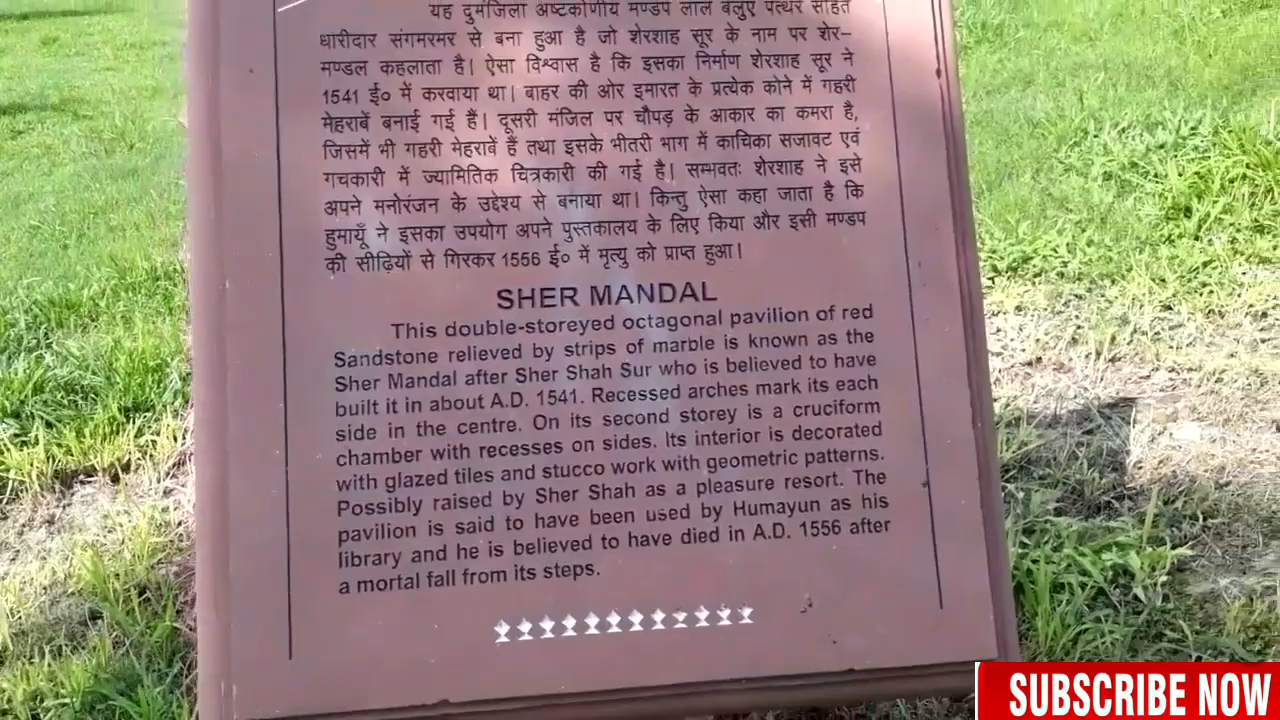 यह दुमंजिला अष्टकोणीय मण्डप लाल बलुए पत्थर सहित
धारीदार संगमरमर से बना हुआ है जो शेरशाह सूर के नाम पर शेर–
मण्डल कहलाता है। ऐसा विश्वास है कि इसका निर्माण शेरशाह सूर ने
1541 ई० में करवाया था। बाहर की ओर इमारत के प्रत्येक कोने में गहरी
मेहराबें बनाई गई हैं। दूसरी मंजिल पर चौपड़ के आकार का कमरा है,
जिसमें भी गहरी मेहरावें हैं तथा इसके भीतरी भाग में काचिका सजावट एवं
गचकारी में ज्यामितिक चित्रकारी की गई है। सम्भवतः शेरशाह ने इसे
अपने मनोरंजन के उद्देश्य से बनाया था। किन्तु ऐसा कहा जाता है कि
हुमायूँ ने इसका उपयोग अपने पुस्तकालय के लिए किया और इसी मण्डप
की सीढ़ियों से गिरकर 1556 ई० में मृत्यु को प्राप्त हुआ।
SHER MANDAL
This double-storeyed octagonal pavilion of red
Sandstone relieved by strips of marble is known as the
Sher Mandal after Sher Shah Sur who is believed to have
built it in about A.D. 1541. Recessed arches mark its each
side in the centre. On its second storey is a cruciform
chamber with recesses on sides. Its interior is decorated
with glazed tiles and stucco work with geometric patterns.
Possibly raised by Sher Shah as a pleasure resort. The
pavilion is said to have been used by Humayun as his
library and he is believed to have died in A.D. 1556 after
a mortal fall from its steps.
SUBSCRIBE NOW